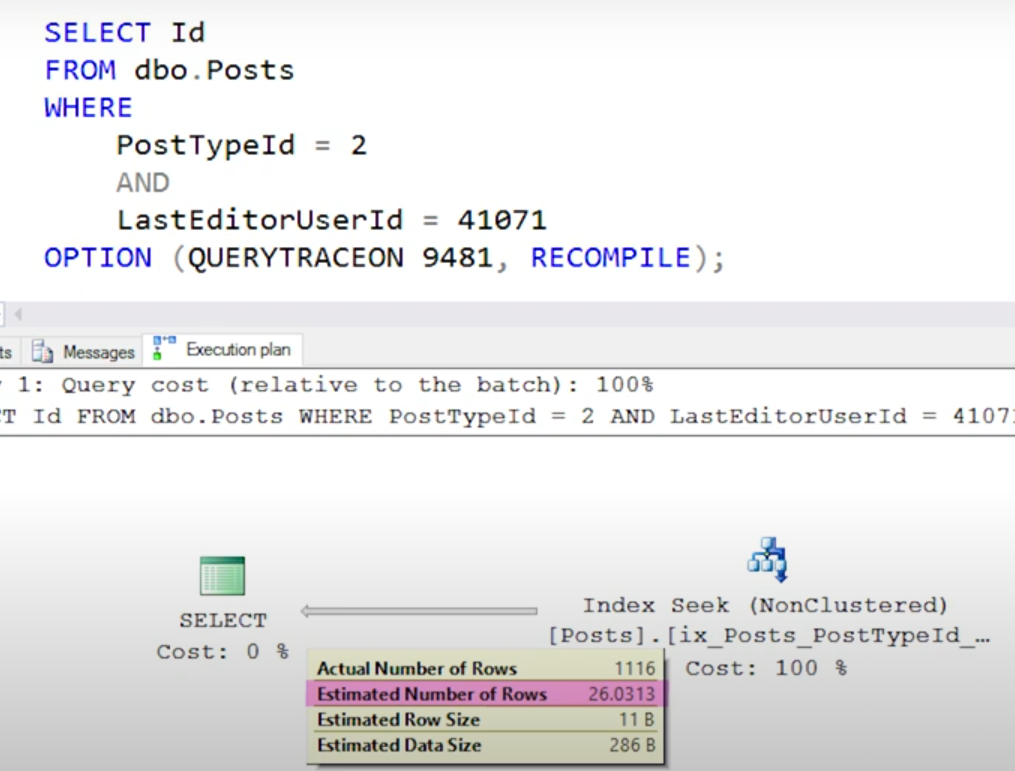 SELECT Id
FROM dbo.Posts
WHERE
PostTypeId = 2
AND
LastEditorUserId = 41071
OPTION (QUERYTRACEON 9481, RECOMPILE);
ts Messages Execution plan
1: Query cost (relative to the batch): 100%
CT Id FROM dbo.Posts WHERE PostTypeId = 2 AND LastEditorUserId = 4107
SELECT
Cost: 0 %
Index Seek (NonClustered)
[Posts].[ix_Posts_PostTypeId_…
Cost: 100 %
Actual Number of Rows 1116
Estimated Number of Rows 26.0313
Estimated Row Size 11 B
Estimated Data Size 286 B